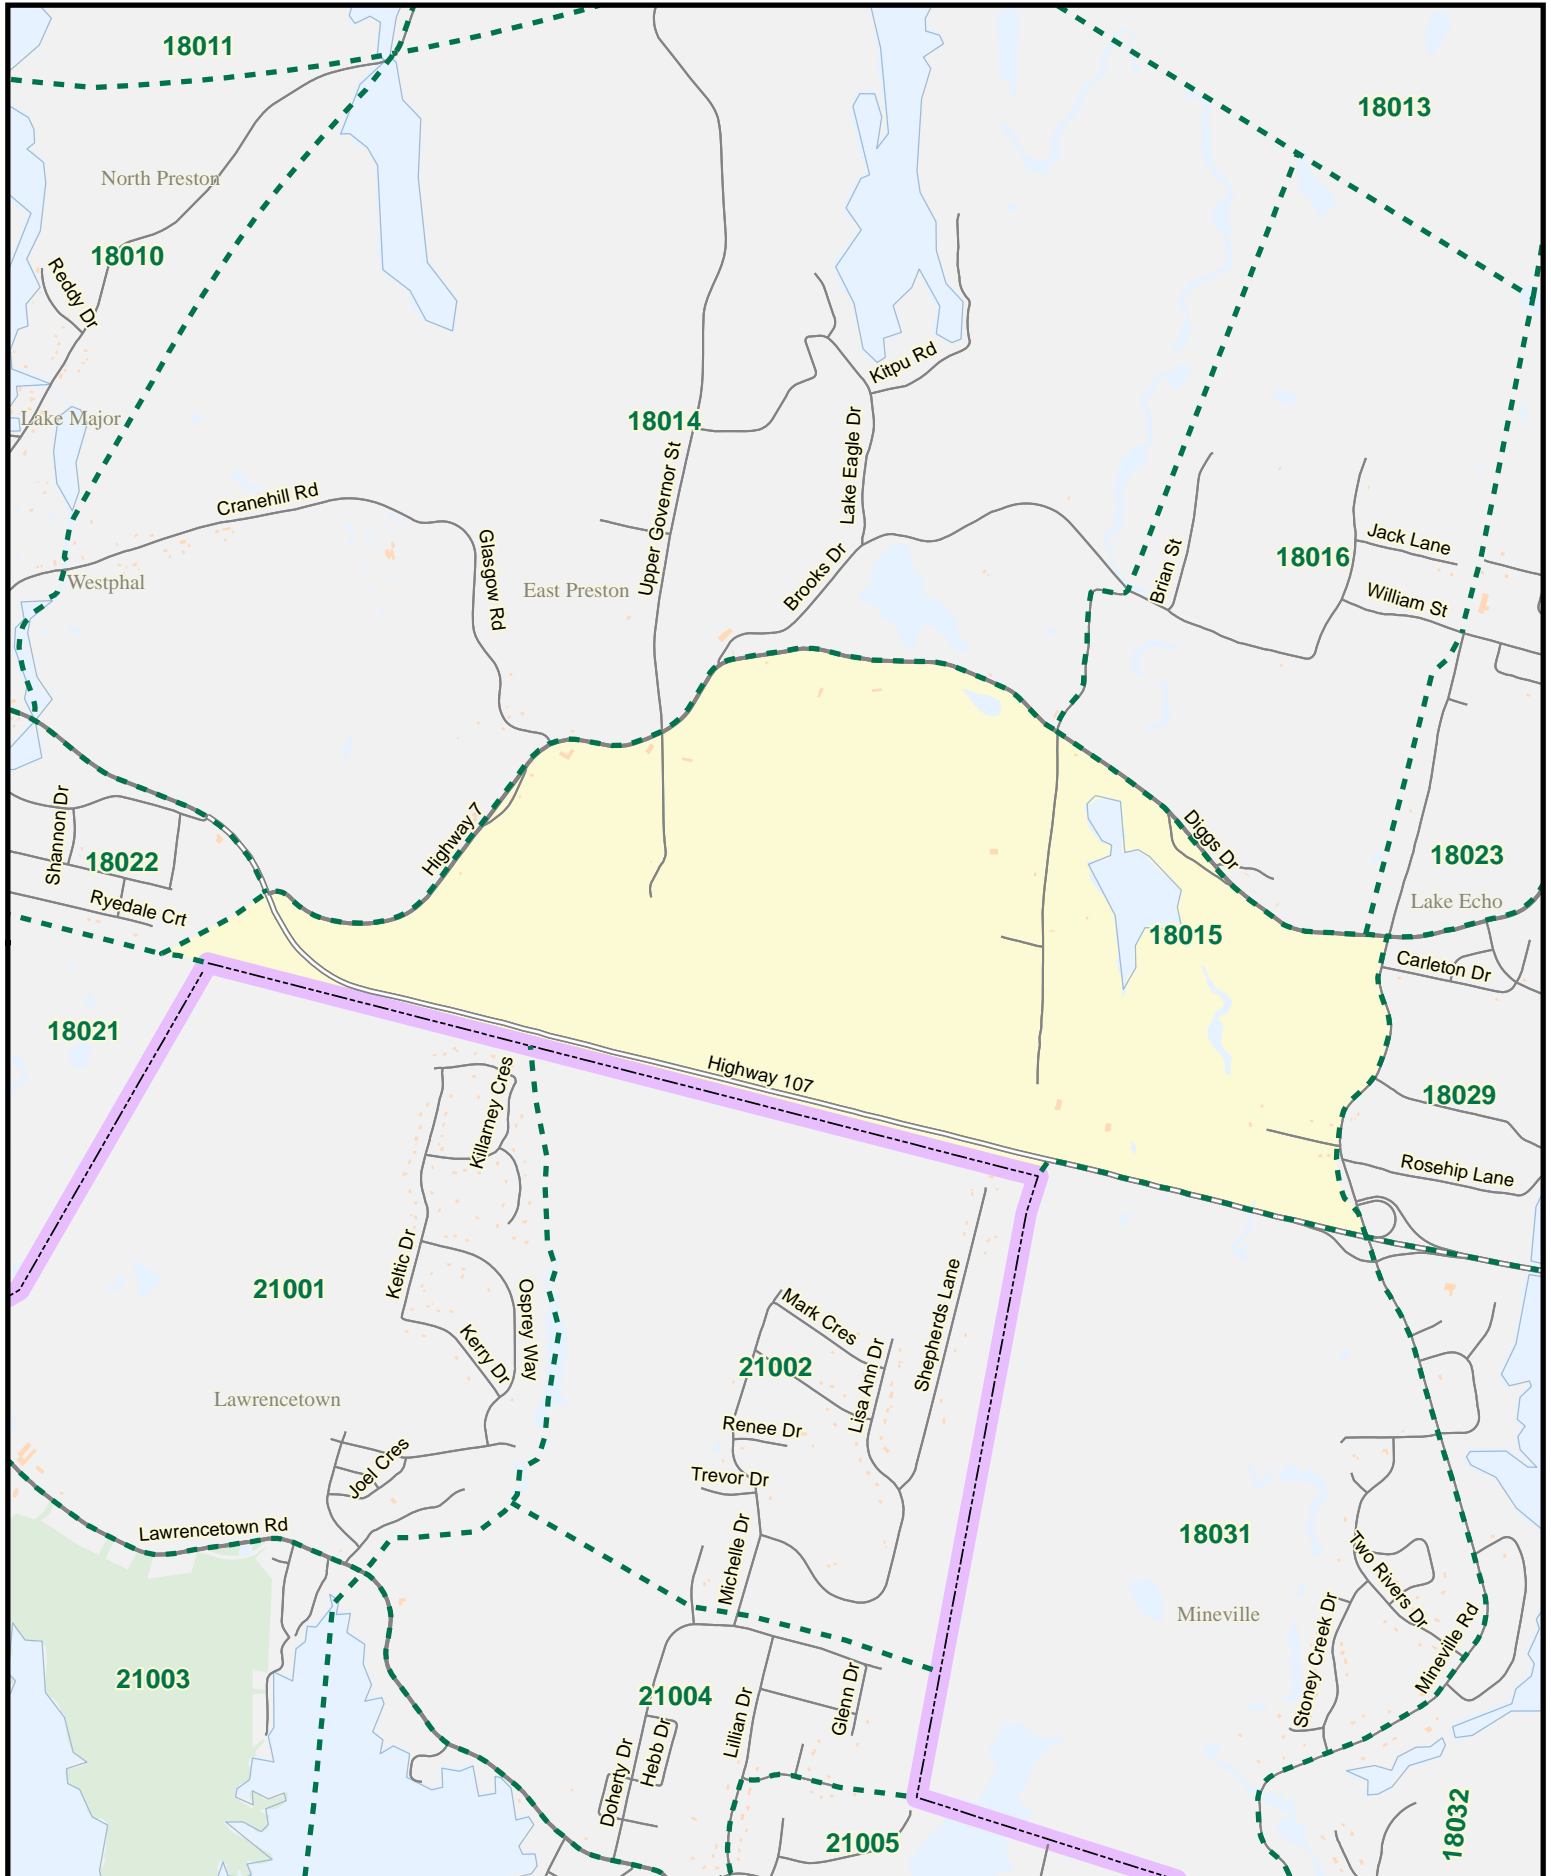 18011
18013
North Preston
18010
Reddy Dr
Kitpu Rd
Lake Major
18014
Lake Eagle Dr
Upper Governor St
Cranehill Rd
Glasgow Rd
Jack Lane
18016
Brian St
Westphal
East Preston
Brooks Dr
William St
Highway 7
Shannon Dr
18022
Diggs Dr
18023
Ryedale Crt
Lake Echo
18015
Carleton Dr
18021
Highway 107
Killarney Cres
18029
Rosehip Lane
Keltic Dr
21001
Osprey Way
Mark Cres
Shepherds Lane
Kerry Dr
21002
Lisa Ann Dr
Lawrencetown
Renee Dr
Joel Cres
Trevor Dr
Lawrencetown Rd
18031
Michelle Dr
Two Rivers Dr
Mineville
Stoney Creek Dr
Mineville Rd
21003
21004
Glenn Dr
Lillian Dr
Hebb Dr
Doherty Dr
21005
18032